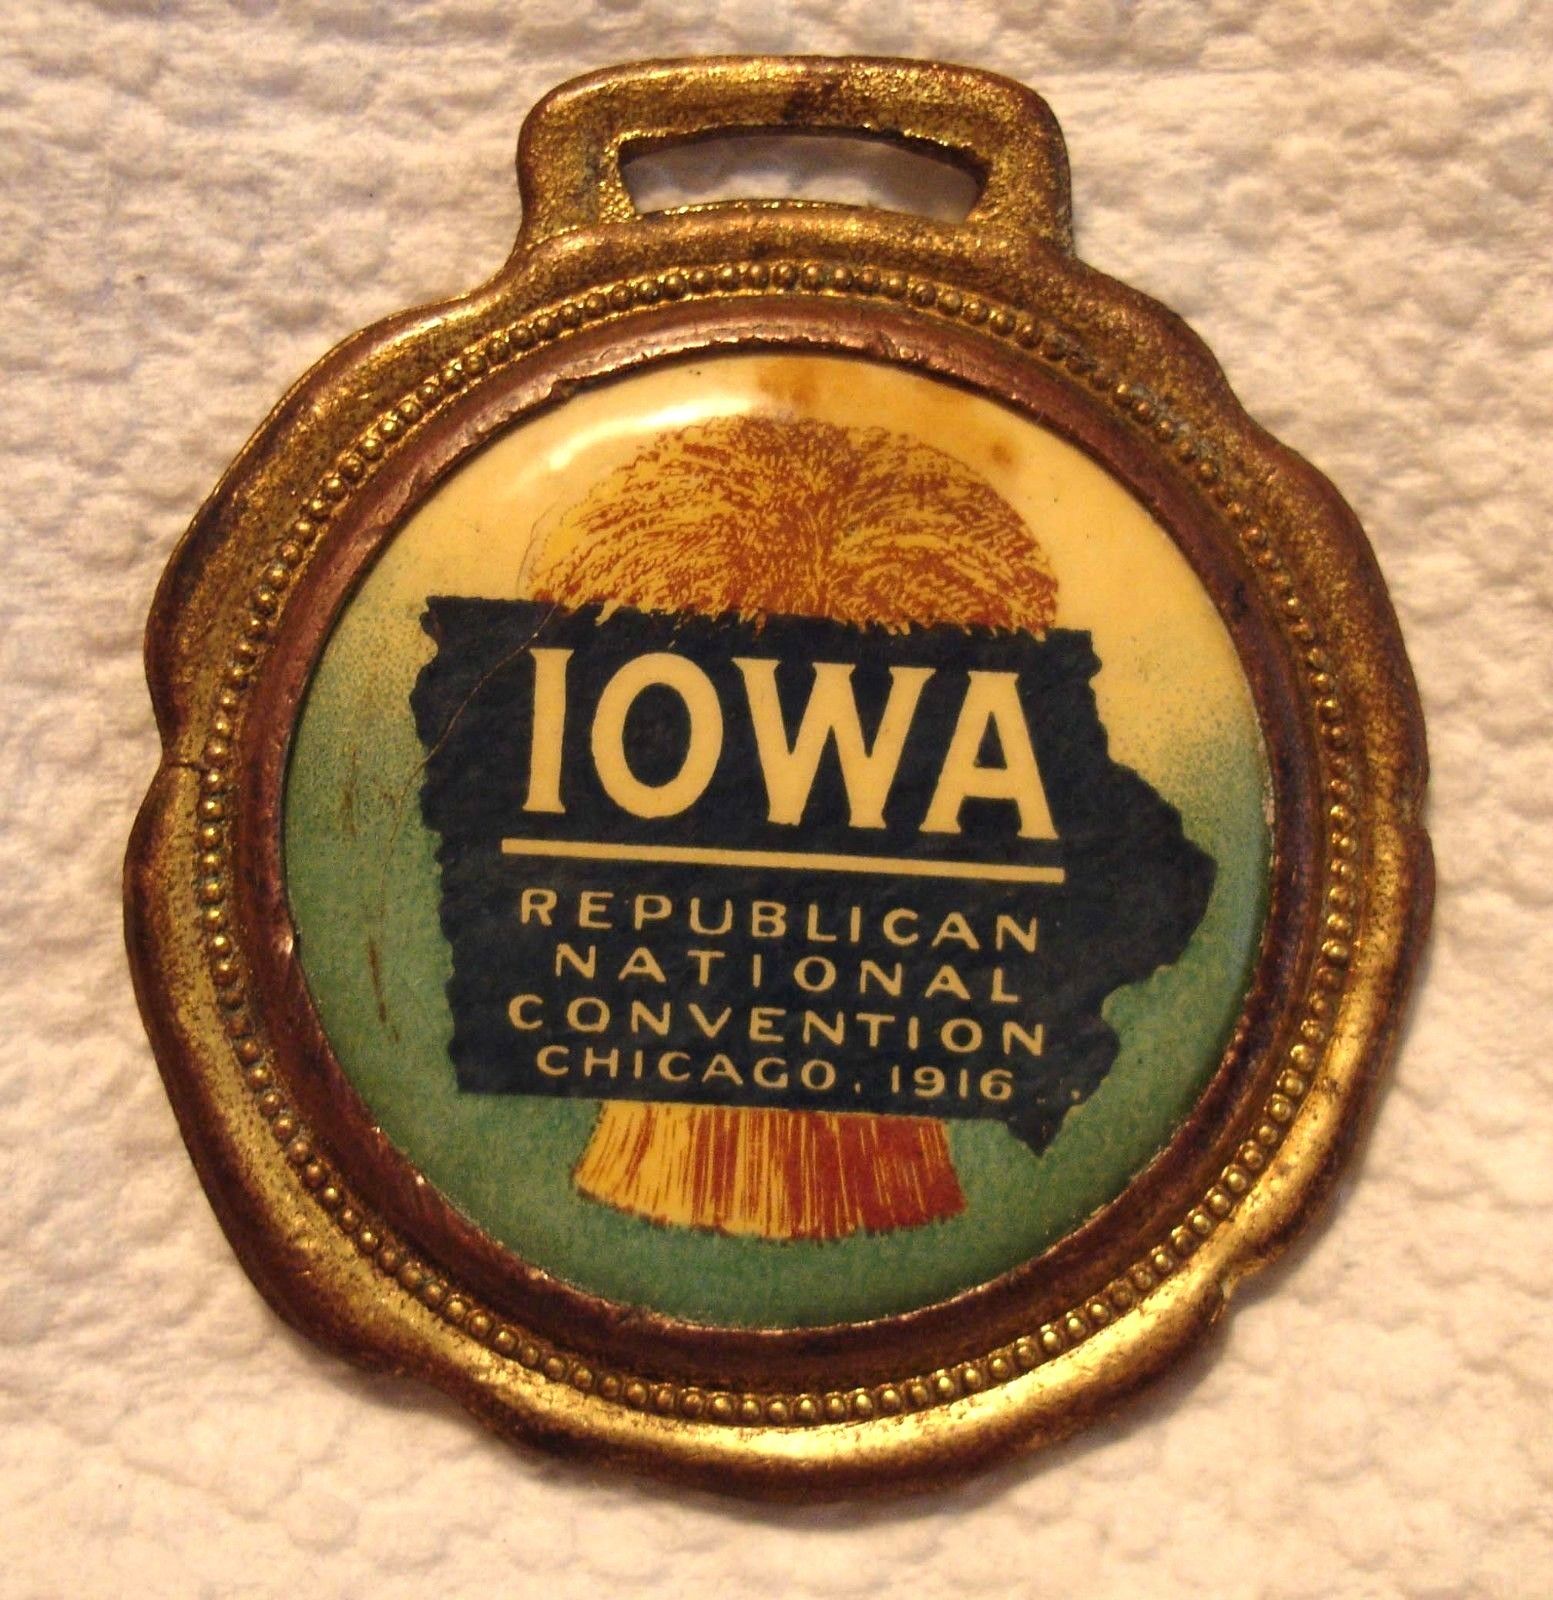 IOWA
REPUBLICAN
NATIONAL
CONVENTION
CHICAGO, 1916